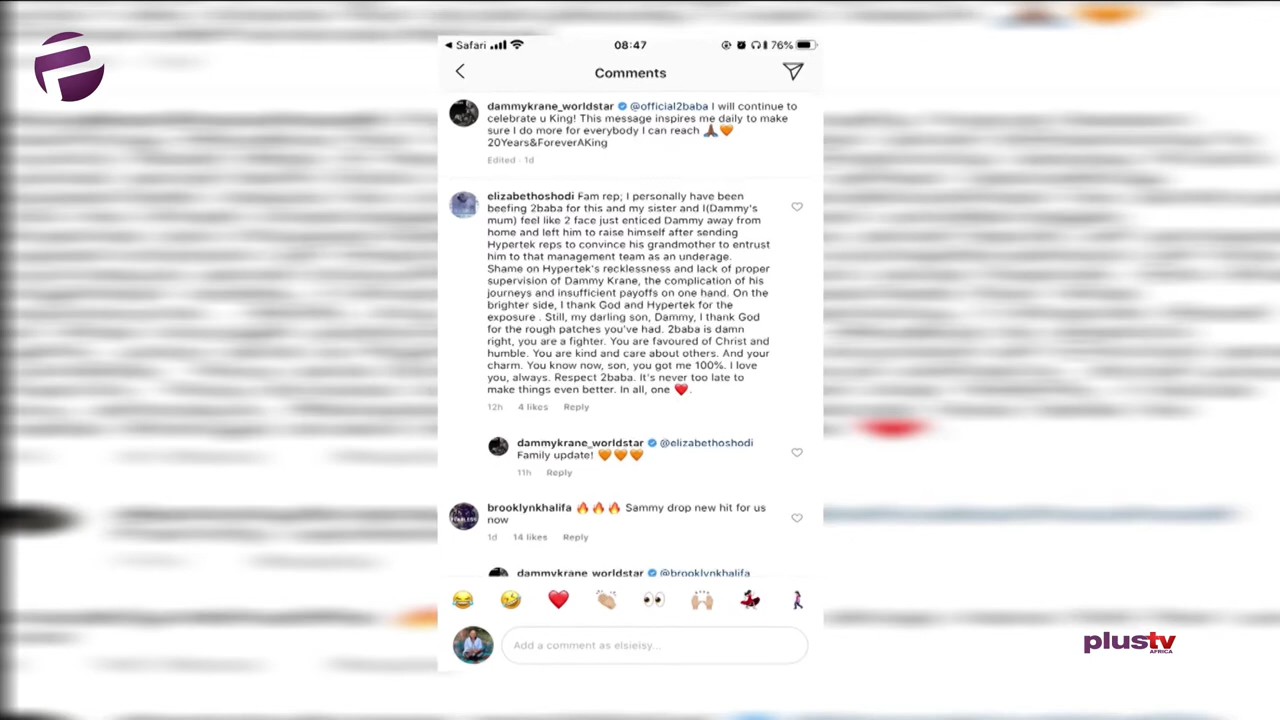 Safari
08:47
76%
Comments
dammykrane_worldstar @official2baba I will continue to
celebrate u King! This message inspires me daily to make
sure I do more for everybody I can reach 🙏🏾🧡
20Years&ForeverAKing
Edited · 1d
elizabethoshodi Fam rep; I personally have been
beefing 2baba for this and my sister and I(Dammy's
mum) feel like 2 face just enticed Dammy away from
home and left him to raise himself after sending
Hypertek reps to convince his grandmother to entrust
him to that management team as an underage.
Shame on Hypertek's recklessness and lack of proper
supervision of Dammy Krane, the complication of his
journeys and insufficient payoffs on one hand. On the
brighter side, I thank God and Hypertek for the
exposure . Still, my darling son, Dammy, I thank God
for the rough patches you've had. 2baba is damn
right, you are a fighter. You are favoured of Christ and
humble. You are kind and care about others. And your
charm. You know now, son, you got me 100%. I love
you, always. Respect 2baba. It's never too late to
make things even better. In all, one ❤️.
12h 4 likes Reply
dammykrane_worldstar @elizabethoshodi
Family update! 🧡🧡🧡
11h Reply
brooklynkhalifa 🔥🔥🔥 Sammy drop new hit for us
now
1d 14 likes Reply
dammykrane_worldstar @brooklynkhalifa
Add a comment as elsieisy...
plustv
AFRICA